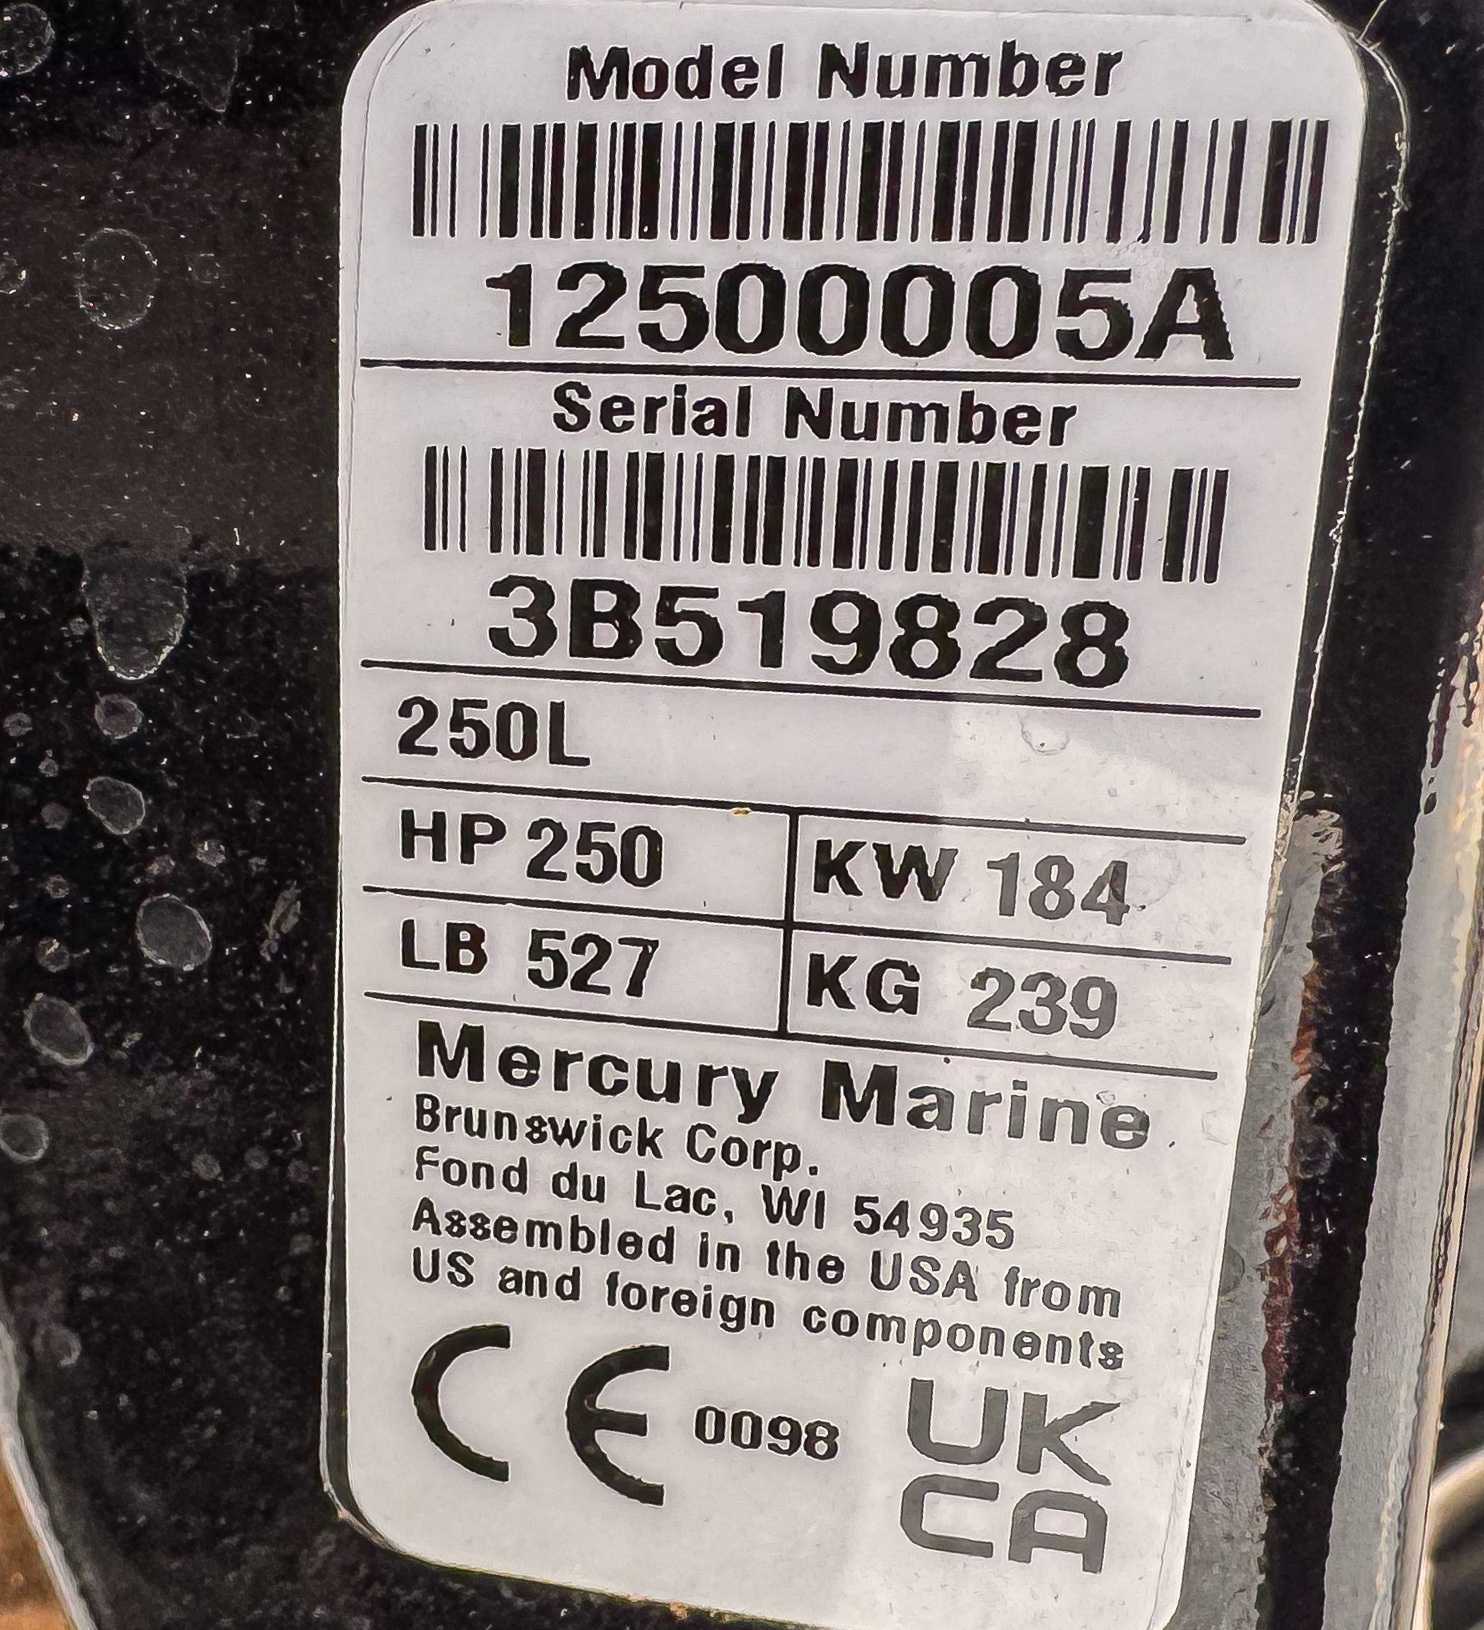 Model Number
12500005A
Serial Number
3B519828
250L
HP 250 KW 184
LB 527 KG 239
Mercury Marine
Brunswick Corp.
Fond du Lac, WI 54935
Assembled in the USA from
US and foreign components
CE 0098 UK
CA